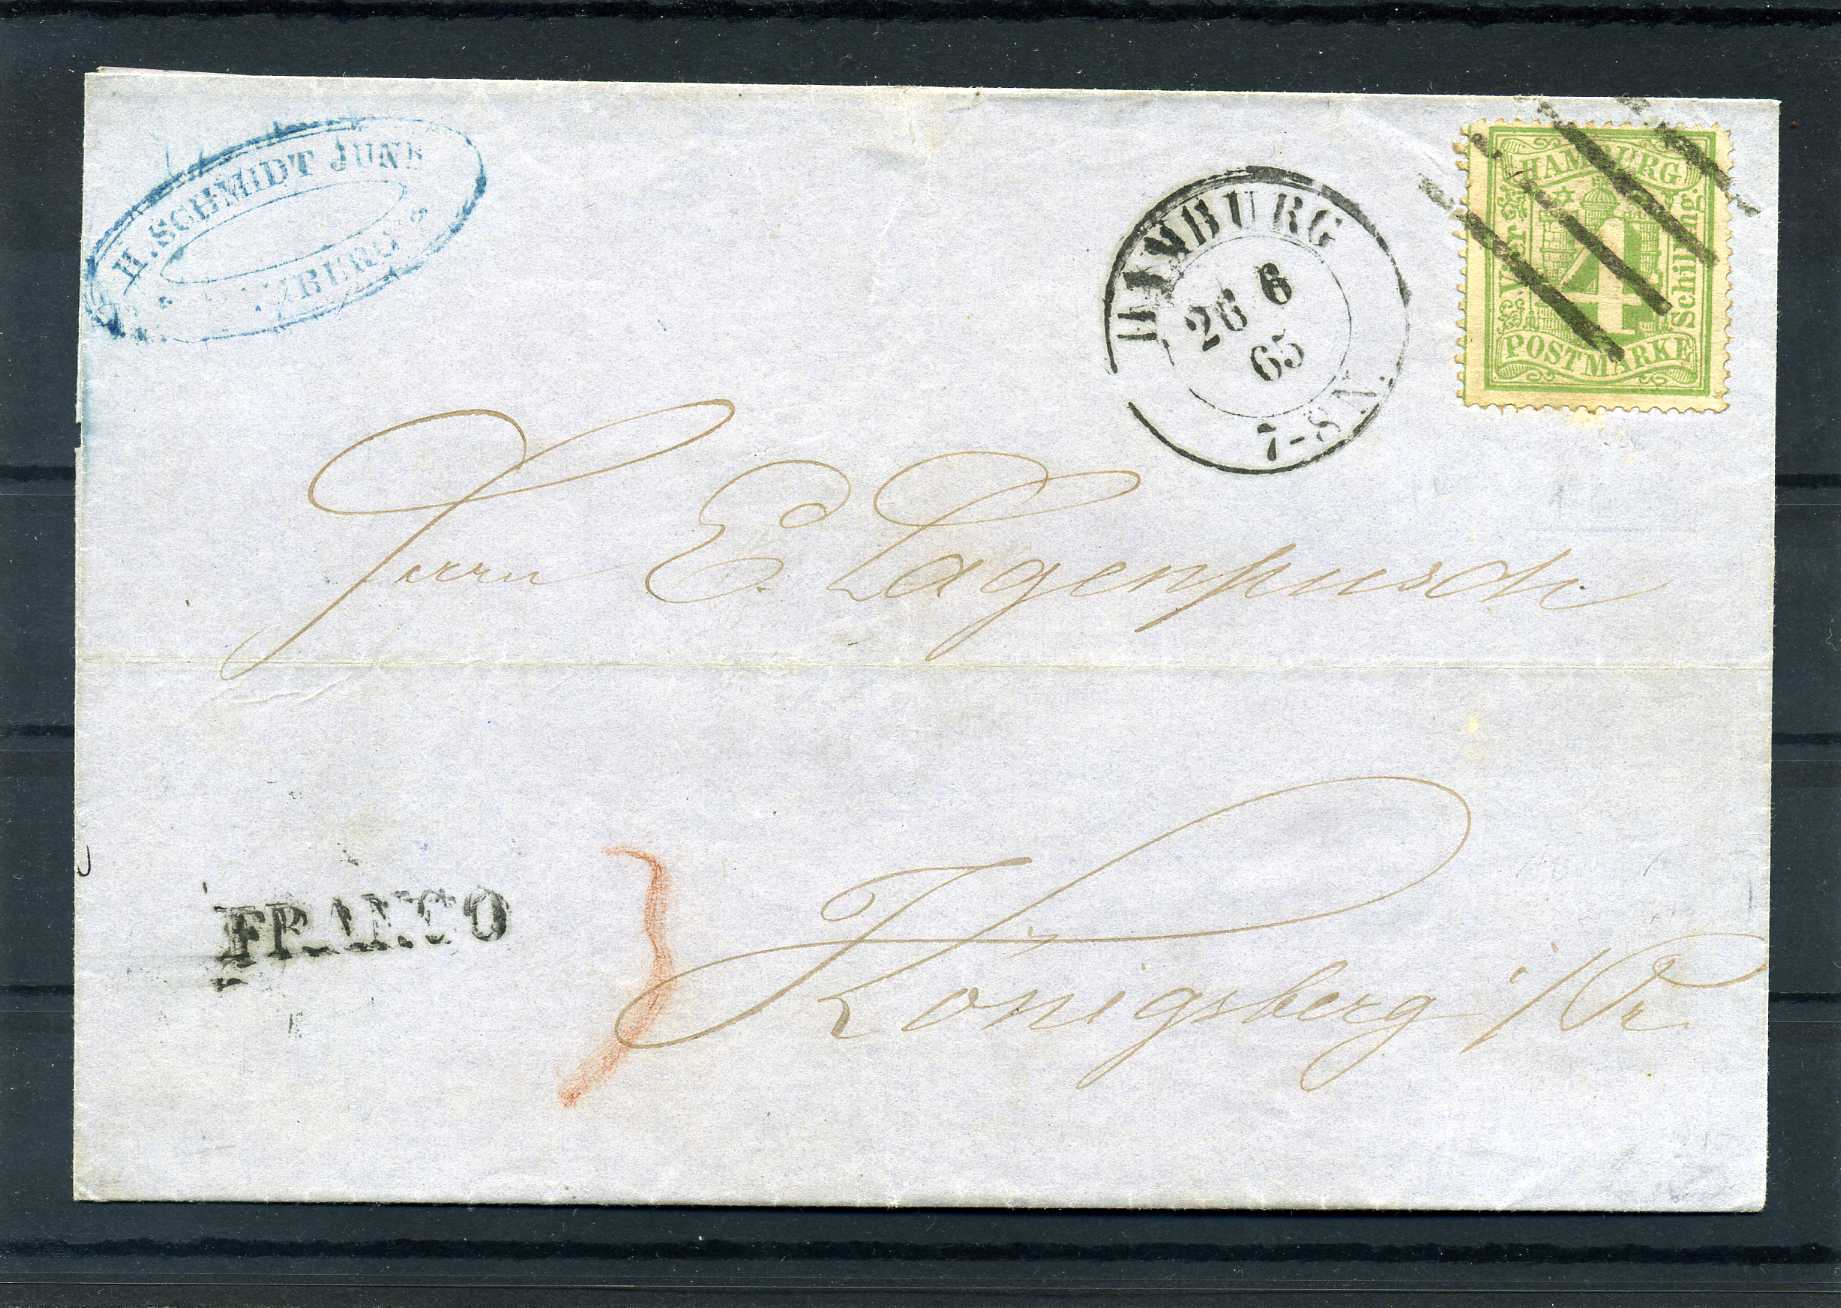 H. SCHMIDT JUNR
HAMBURG
26 6
65
7-8 N.
HAMBURG
Vier
4
Schilling
POSTMARKE
Herrn E. Lagenpusch
FRANCO
Königsberg i/Pr